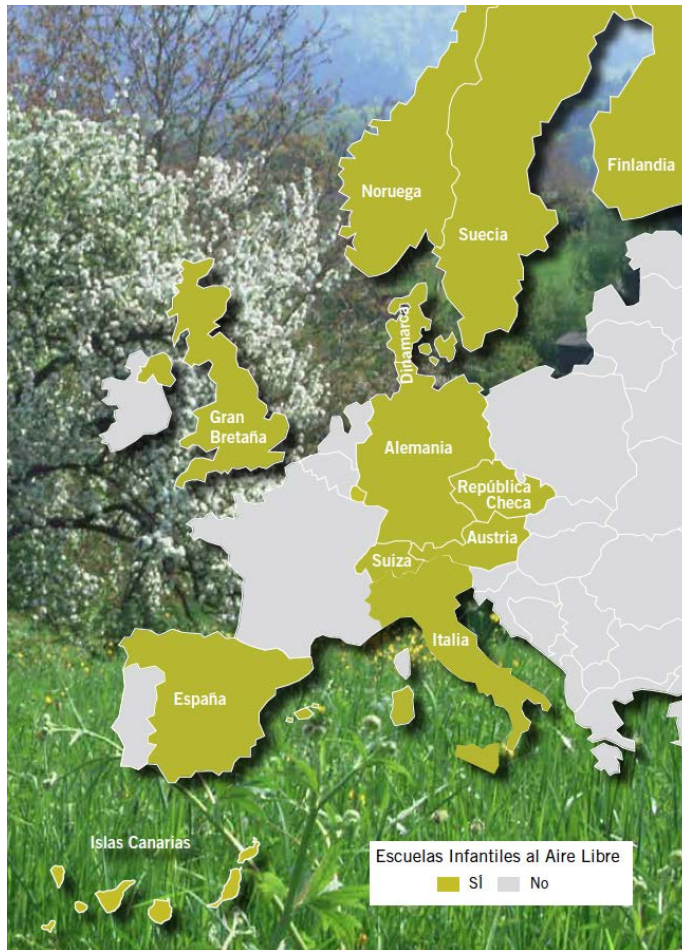 Noruega
Finlandia
Suecia
Dinamarca
Gran
Bretaña
Alemania
República
Checa
Austria
Suiza
Italia
España
Islas Canarias
Escuelas Infantiles al Aire Libre
SÍ No